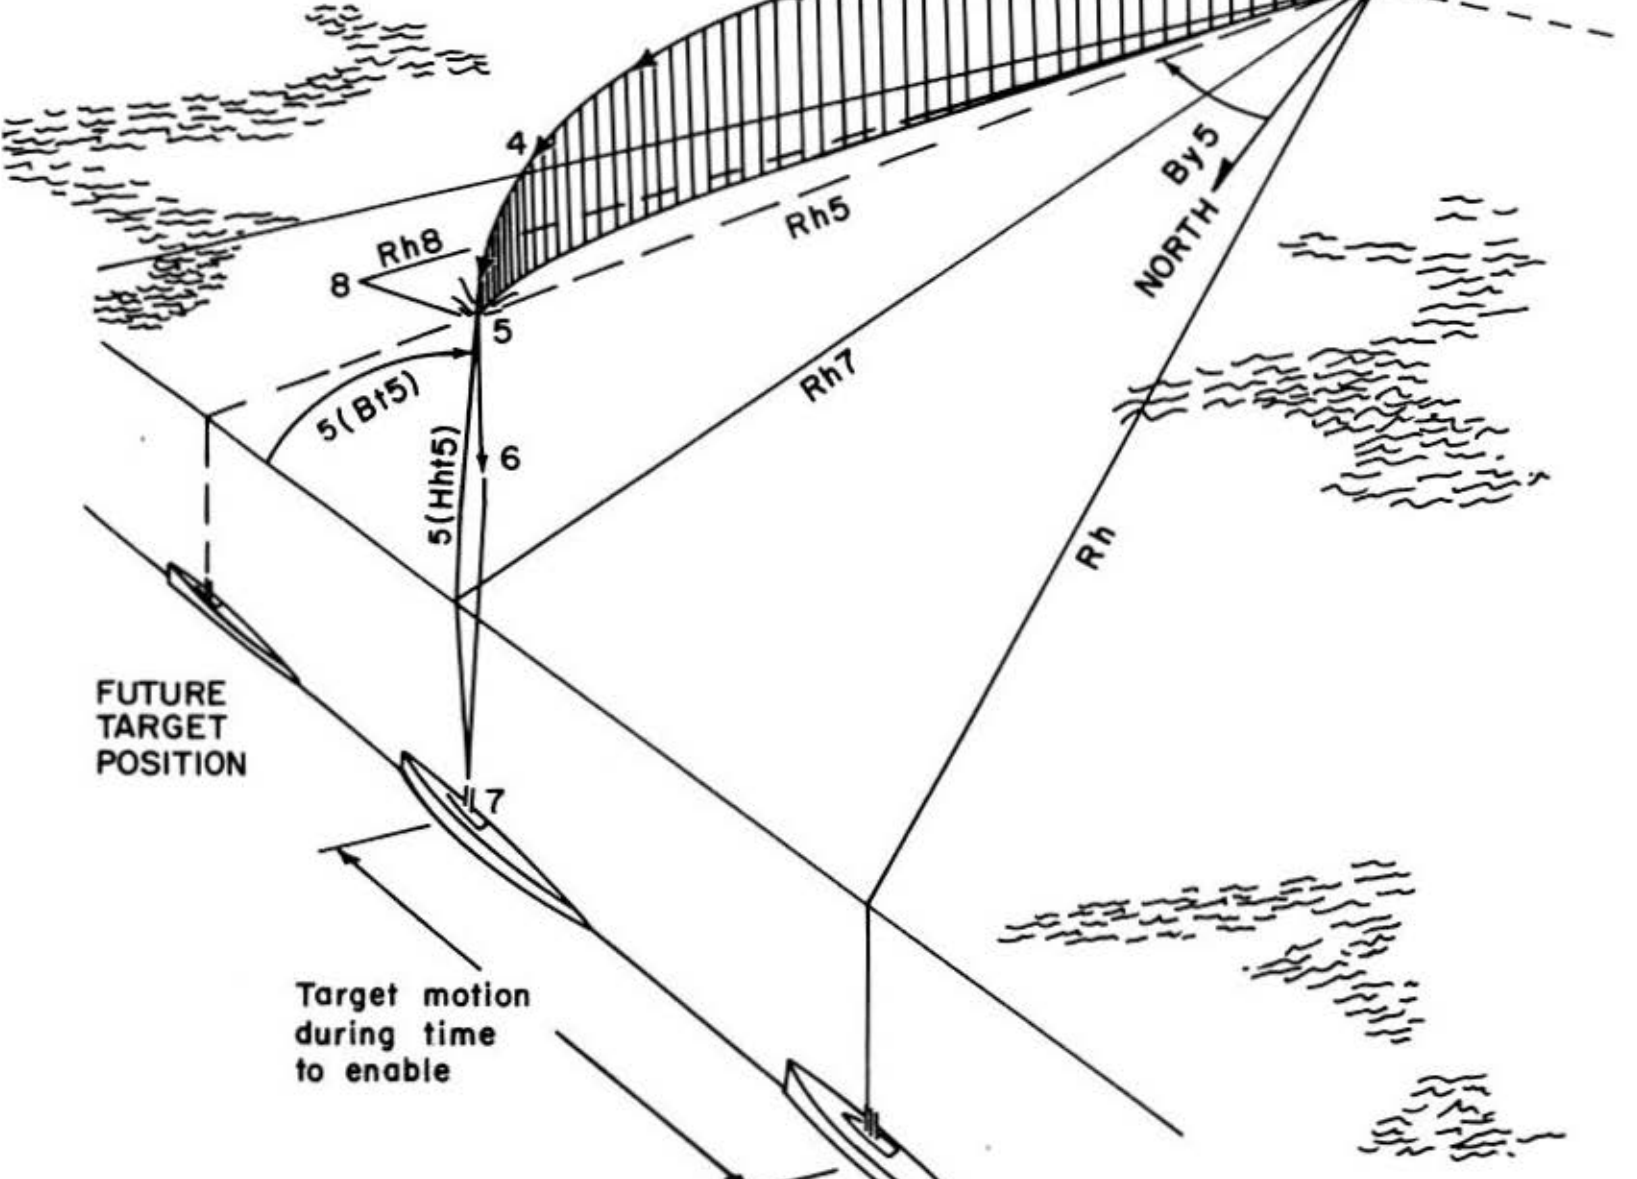 4
By5
Rh5
NORTH
Rh8
8
5
Rh7
5(Bt5)
6
5(Hht5)
Rh
FUTURE
TARGET
POSITION
7
Target motion
during time
to enable